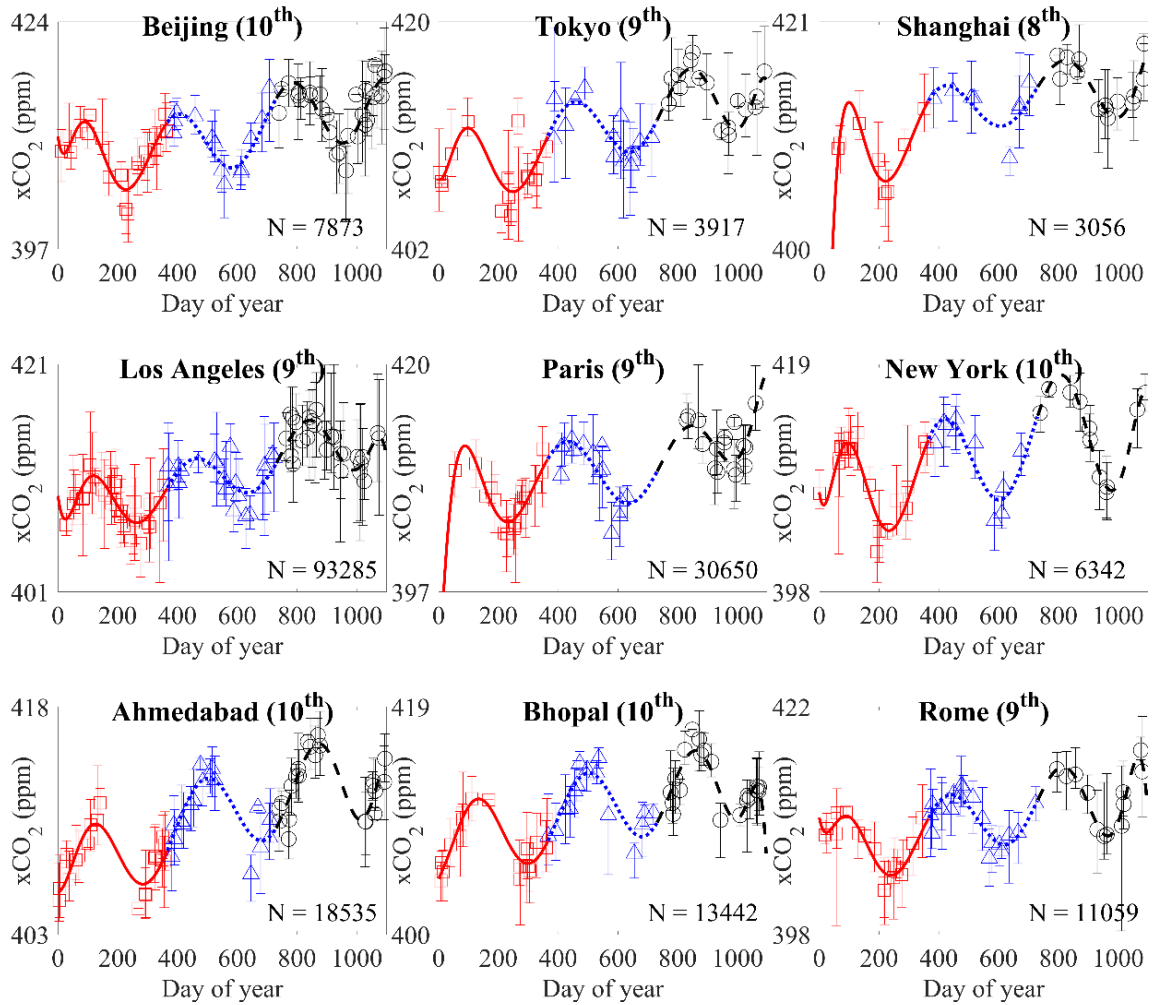 424
Beijing (10th)
xCO2 (ppm)
N = 7873
397
0 200 400 600 800 1000
Day of year
420
Tokyo (9th)
xCO2 (ppm)
N = 3917
402
0 200 400 600 800 1000
Day of year
421
Shanghai (8th)
xCO2 (ppm)
N = 3056
400
0 200 400 600 800 1000
Day of year
421
Los Angeles (9th)
xCO2 (ppm)
N = 93285
401
0 200 400 600 800 1000
Day of year
420
Paris (9th)
xCO2 (ppm)
N = 30650
397
0 200 400 600 800 1000
Day of year
419
New York (10th)
xCO2 (ppm)
N = 6342
398
0 200 400 600 800 1000
Day of year
418
Ahmedabad (10th)
xCO2 (ppm)
N = 18535
403
0 200 400 600 800 1000
Day of year
419
Bhopal (10th)
xCO2 (ppm)
N = 13442
400
0 200 400 600 800 1000
Day of year
422
Rome (9th)
xCO2 (ppm)
N = 11059
398
0 200 400 600 800 1000
Day of year